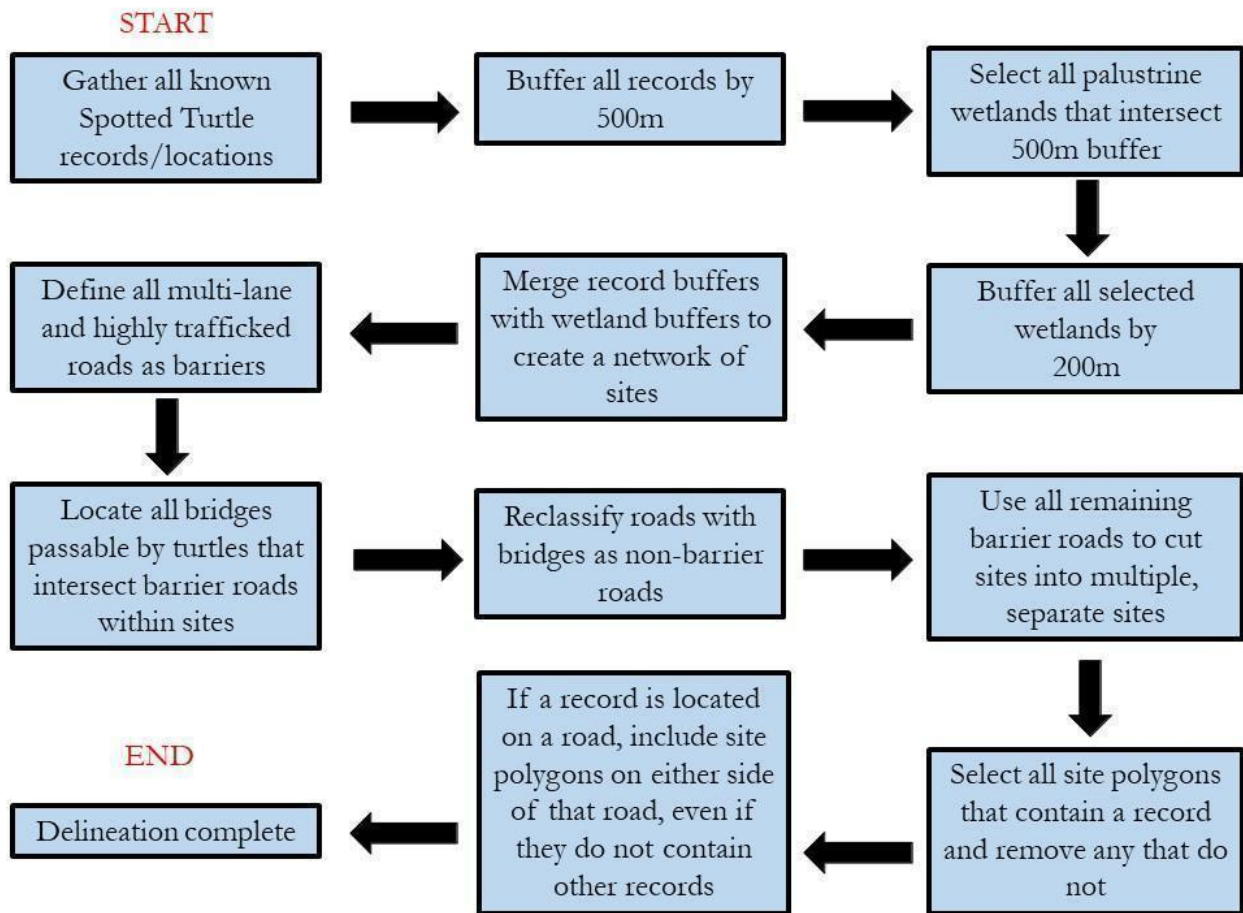 START
Gather all known
Spotted Turtle
records/locations
Buffer all records by
500m
Select all palustrine
wetlands that intersect
500m buffer
Buffer all selected
wetlands by
200m
Merge record buffers
with wetland buffers to
create a network of
sites
Define all multi-lane
and highly trafficked
roads as barriers
Locate all bridges
passable by turtles that
intersect barrier roads
within sites
Reclassify roads with
bridges as non-barrier
roads
Use all remaining
barrier roads to cut
sites into multiple,
separate sites
Select all site polygons
that contain a record
and remove any that do
not
If a record is located
on a road, include site
polygons on either side
of that road, even if
they do not contain
other records
END
Delineation complete